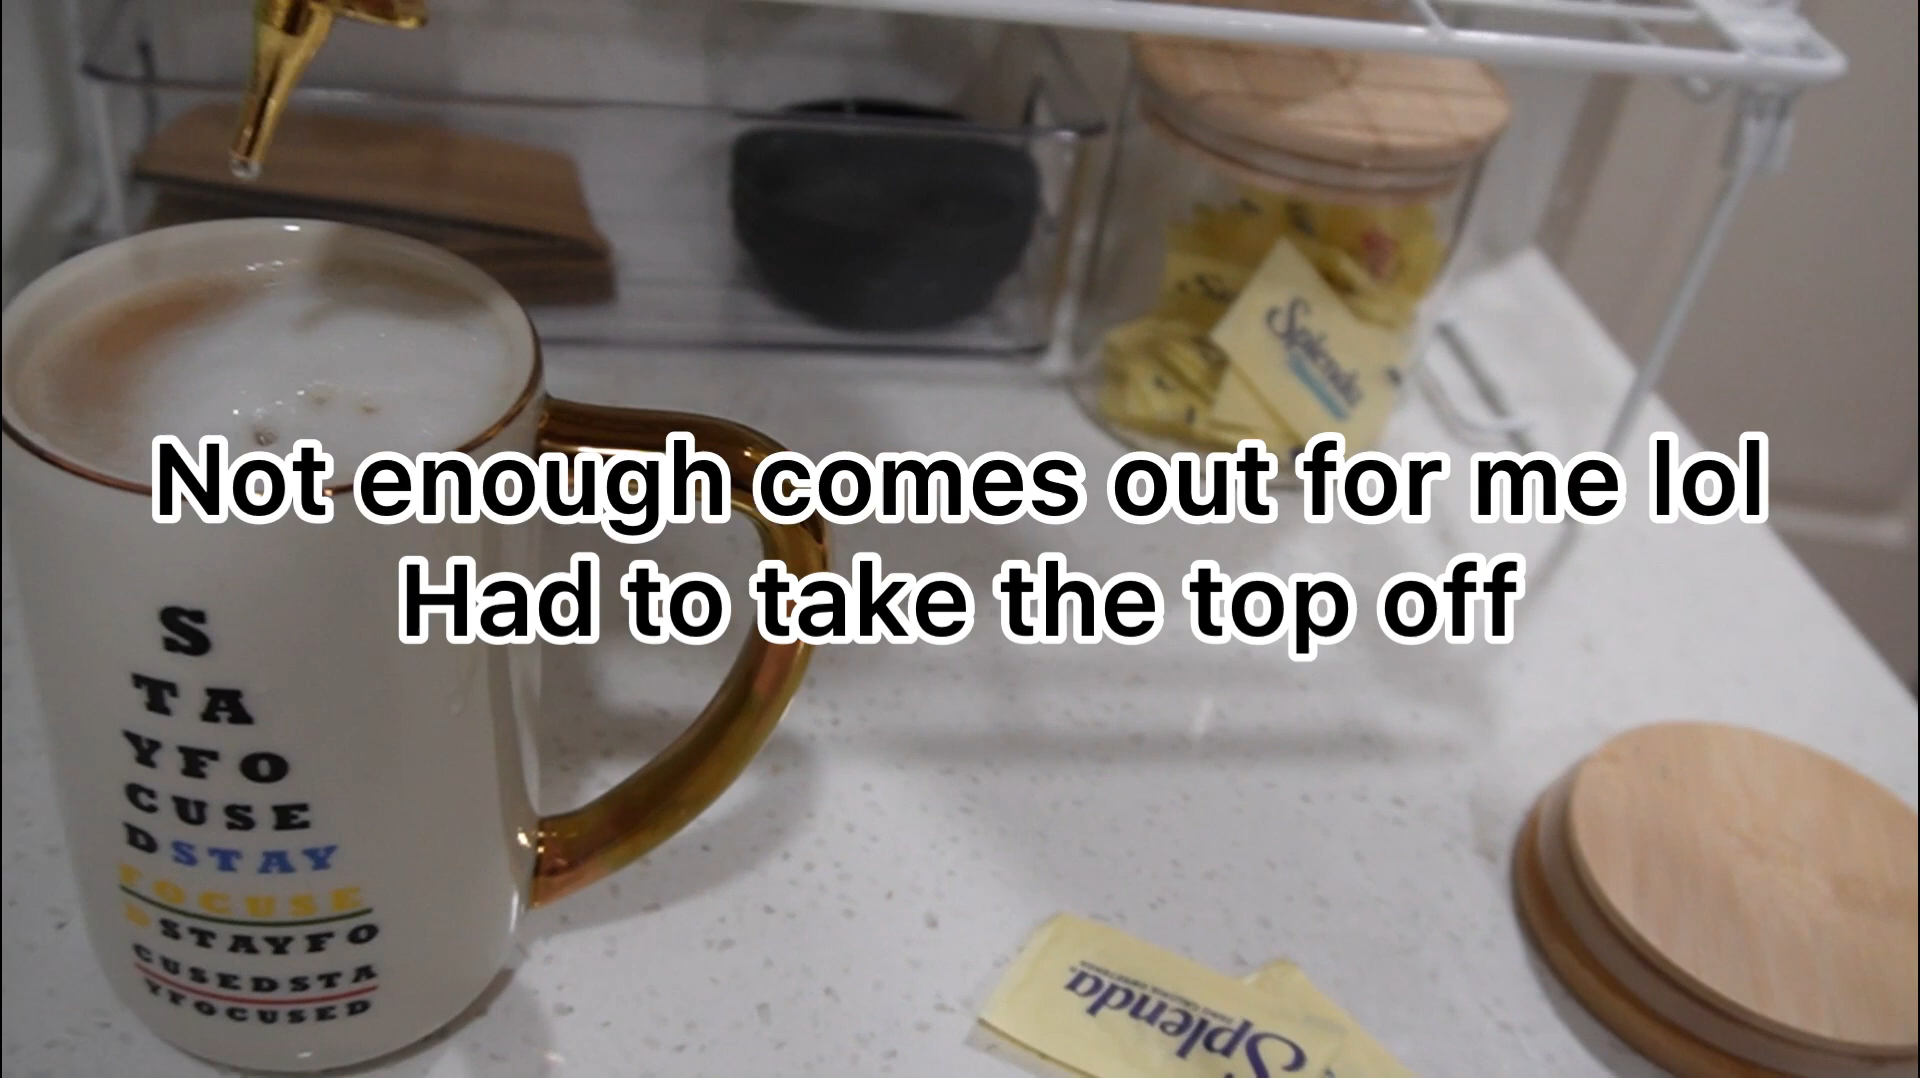 Splenda
Not enough comes out for me lol
Had to take the top off
S
TA
YFO
CUSE
DSTAY
FOCUSE
DSTAYFO
CUSEDSTA
YFOCUSED
Splenda